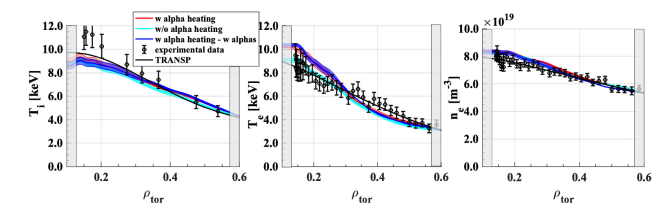 w alpha heating
w/o alpha heating
w alpha heating - w alphas
experimental data
TRANSP
12.0
10.0
8.0
6.0
4.0
2.0
0.0
T_i [keV]
0.2 0.4 0.6
ρ_tor
12.0
10.0
8.0
6.0
4.0
2.0
0.0
T_e [keV]
0.2 0.4 0.6
ρ_tor
×10^19
10.0
8.0
6.0
4.0
2.0
0.0
n_e [m^-3]
0.2 0.4 0.6
ρ_tor